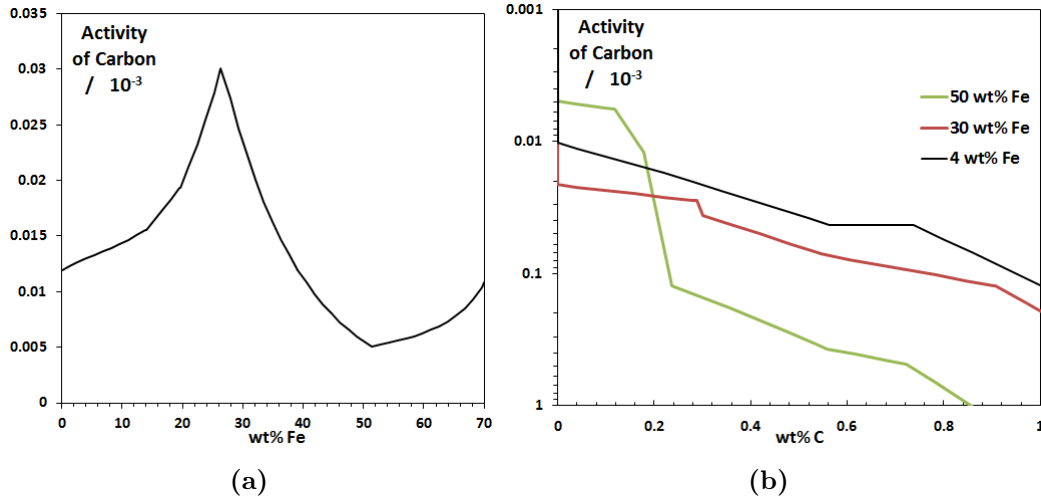 0.035
0.03
0.025
0.02
0.015
0.01
0.005
0
Activity
of Carbon
/ 10⁻³
0 10 20 30 40 50 60 70
wt% Fe
(a)
0.001
0.01
0.1
1
Activity
of Carbon
/ 10⁻³
50 wt% Fe
30 wt% Fe
4 wt% Fe
0 0.2 0.4 0.6 0.8 1
wt% C
(b)